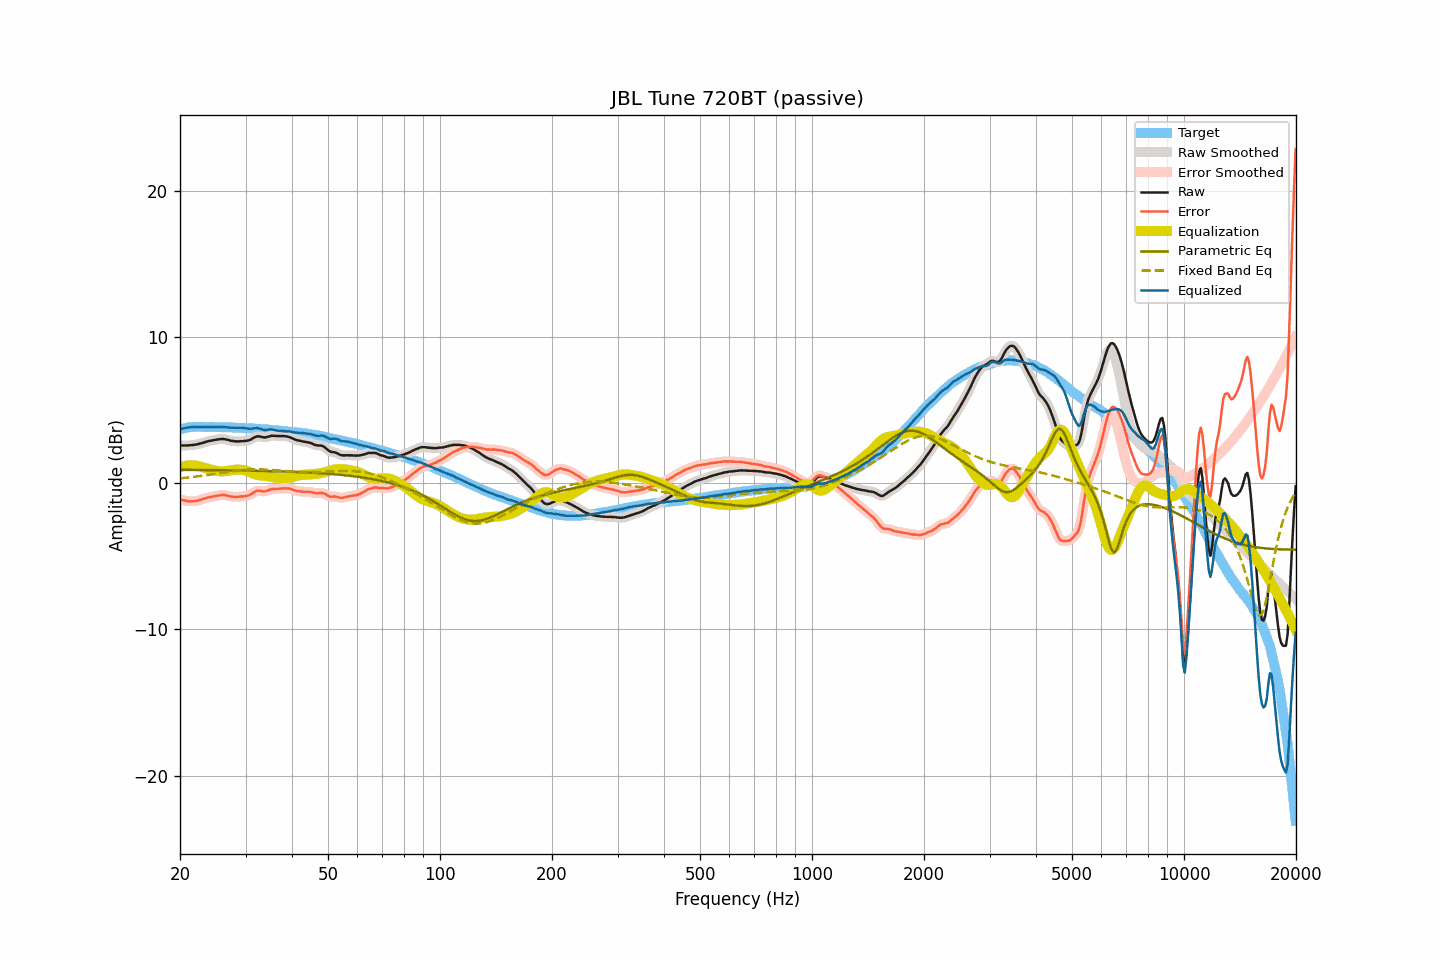 JBL Tune 720BT (passive)
Target
Raw Smoothed
Error Smoothed
Raw
Error
Equalization
Parametric Eq
Fixed Band Eq
Equalized
Amplitude (dBr)
20
10
0
−10
−20
20 50 100 200 500 1000 2000 5000 10000 20000
Frequency (Hz)